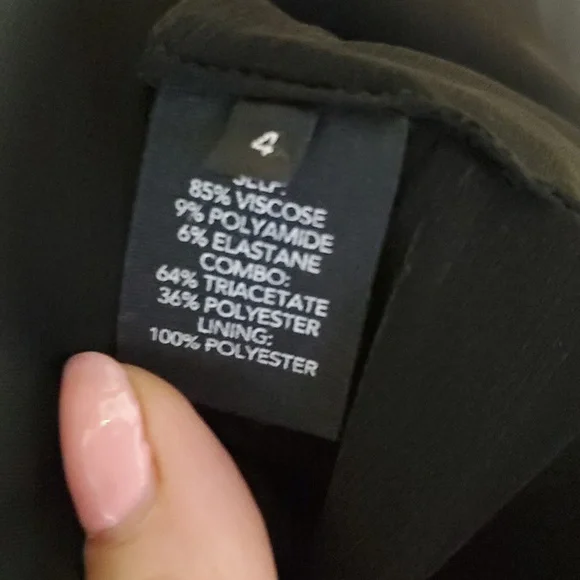 4
SELF:
85% VISCOSE
9% POLYAMIDE
6% ELASTANE
COMBO:
64% TRIACETATE
36% POLYESTER
LINING:
100% POLYESTER